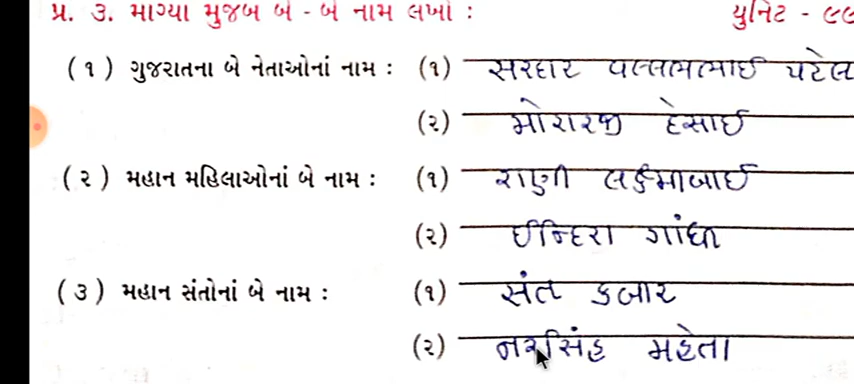 પ્ર. ૩. માગ્યા મુજબ બે - બે નામ લખો : યુનિટ - ૯૯
(૧) ગુજરાતના બે નેતાઓનાં નામ : (૧) સરદાર વલ્લભભાઈ પટેલ
(૨) મોરારજી દેસાઈ
(૨) મહાન મહિલાઓનાં બે નામ : (૧) રાણી લક્ષ્મીબાઈ
(૨) ઈન્દિરા ગાંધી
(૩) મહાન સંતોનાં બે નામ : (૧) સંત કબીર
(૨) નરસિંહ મહેતા